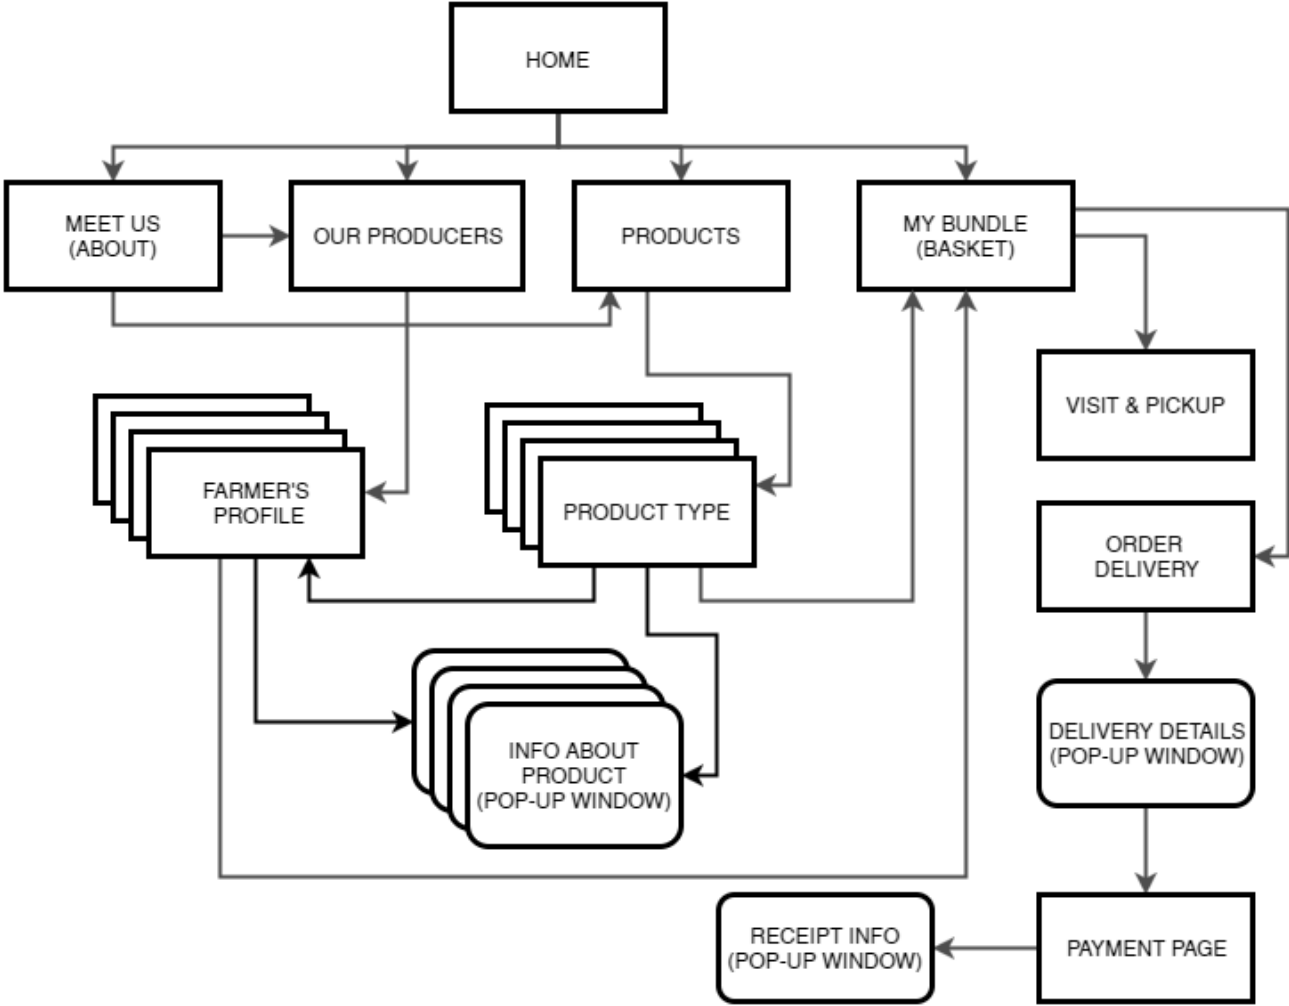 HOME
MEET US
(ABOUT)
OUR PRODUCERS
PRODUCTS
MY BUNDLE
(BASKET)
VISIT & PICKUP
FARMER'S
PROFILE
PRODUCT TYPE
ORDER
DELIVERY
INFO ABOUT
PRODUCT
(POP-UP WINDOW)
DELIVERY DETAILS
(POP-UP WINDOW)
RECEIPT INFO
(POP-UP WINDOW)
PAYMENT PAGE